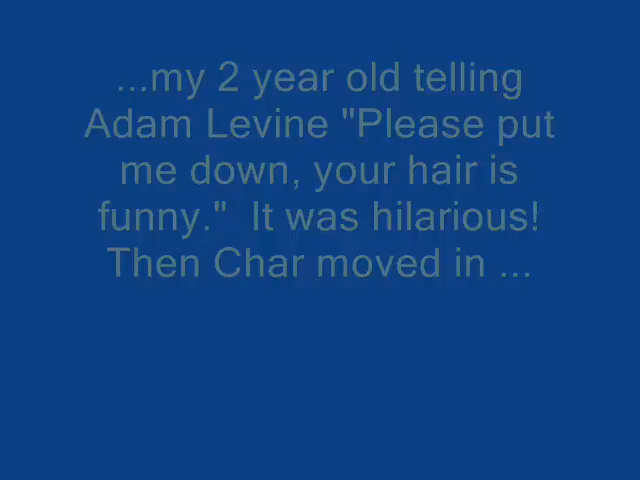 ...my 2 year old telling
Adam Levine "Please put
me down, your hair is
funny."  It was hilarious!
Then Char moved in ...